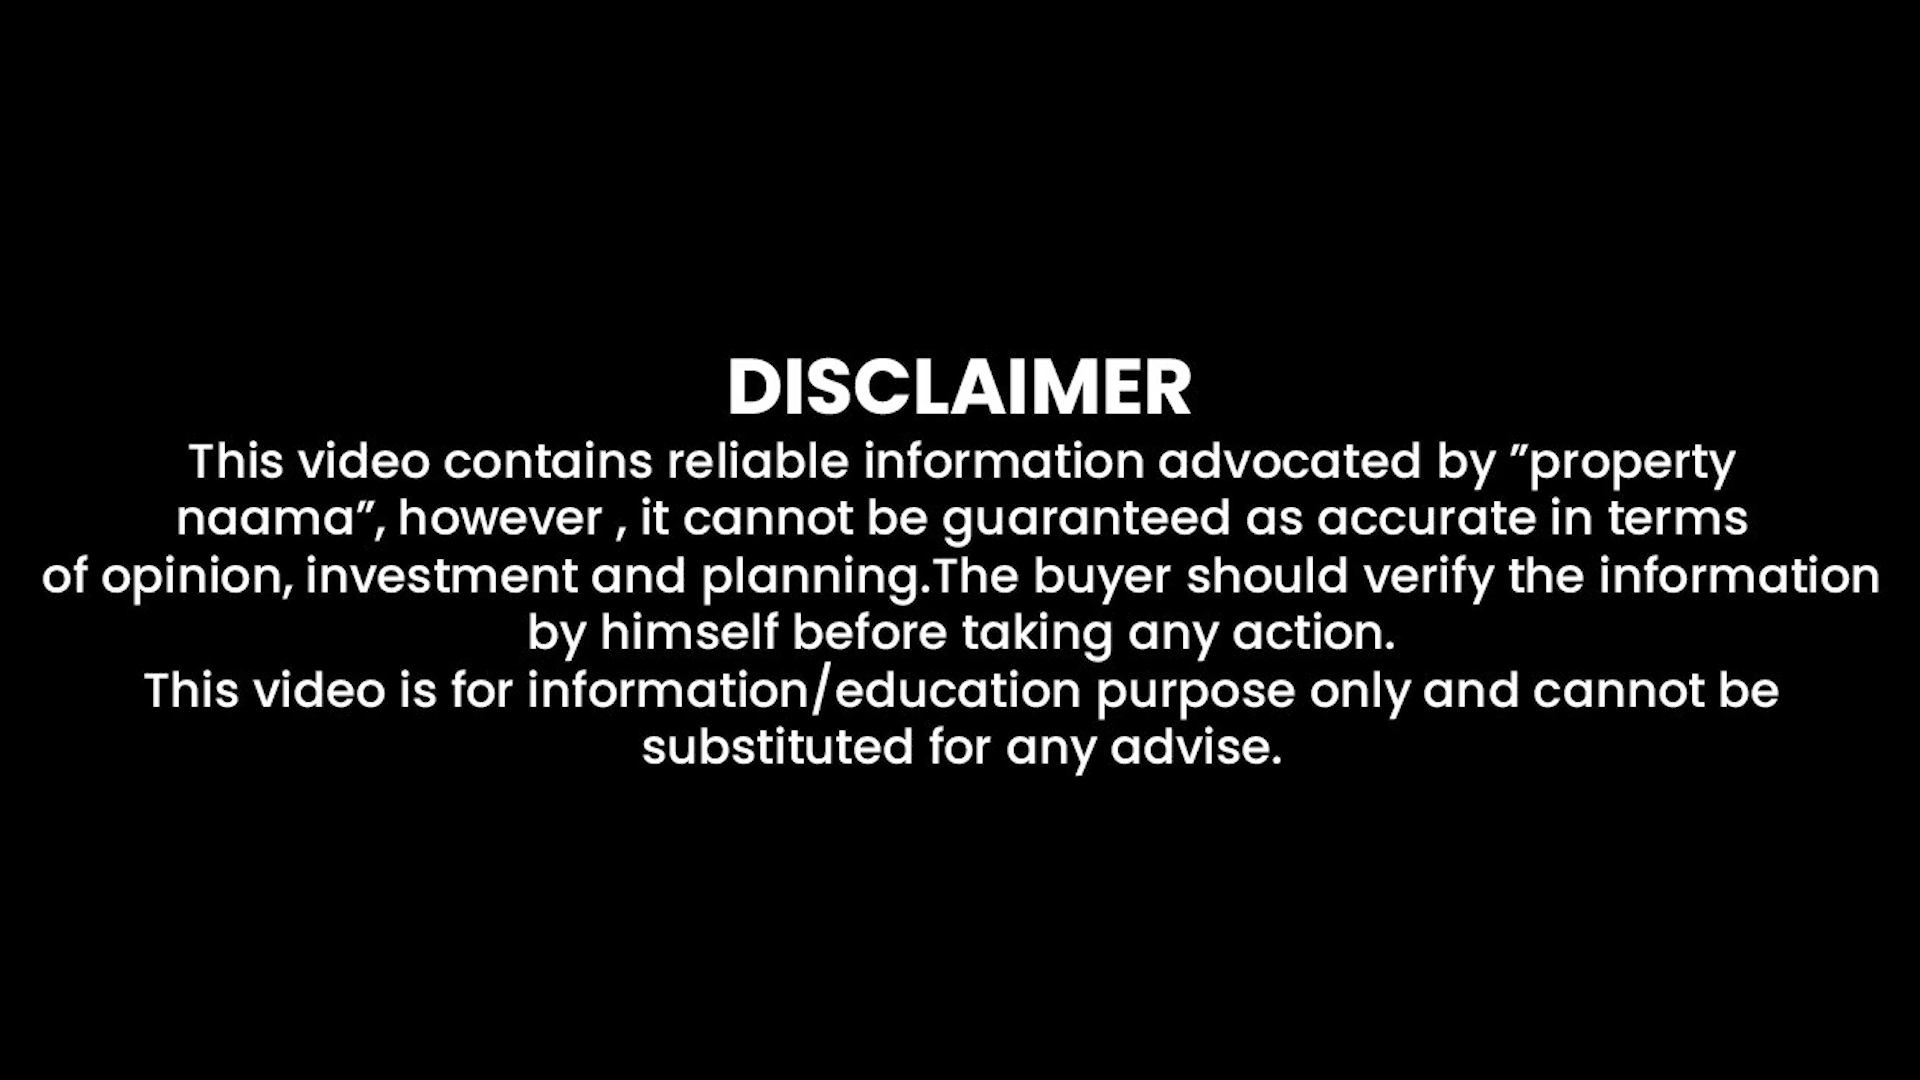 DISCLAIMER
This video contains reliable information advocated by ”property
naama”, however , it cannot be guaranteed as accurate in terms
of opinion, investment and planning.The buyer should verify the information
by himself before taking any action.
This video is for information/education purpose only and cannot be
substituted for any advise.